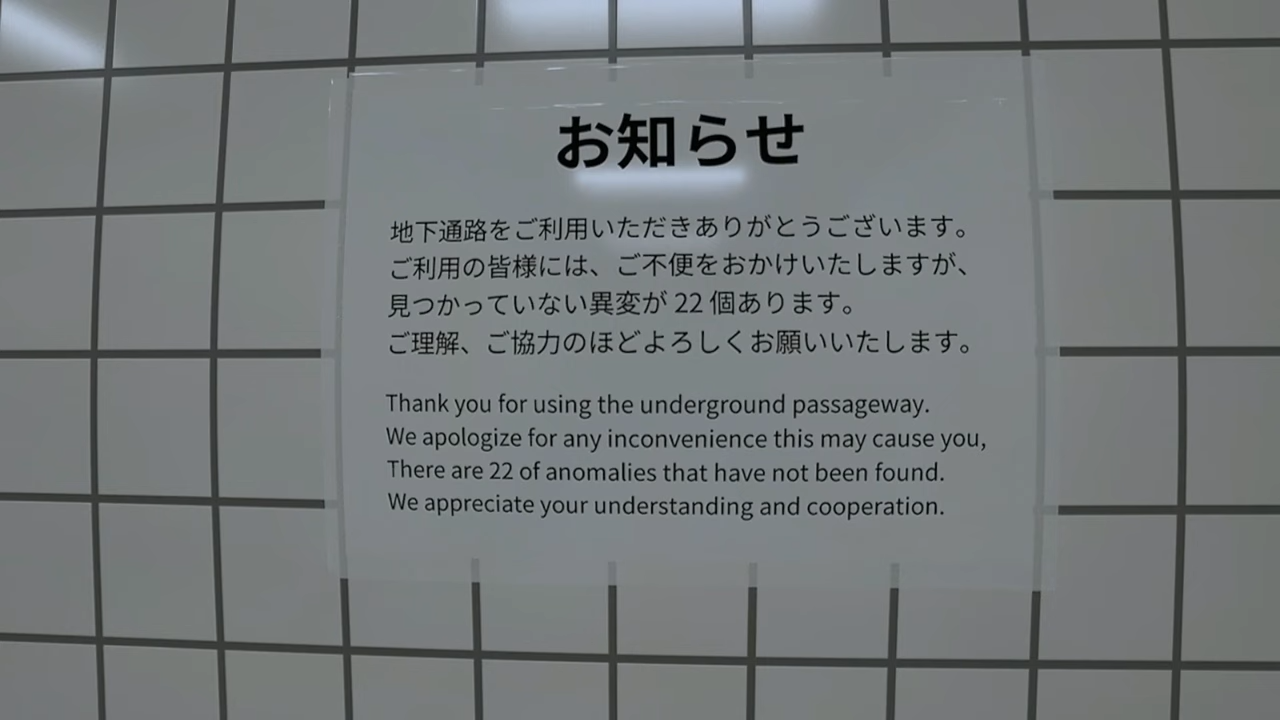 お知らせ
地下通路をご利用いただきありがとうございます。
ご利用の皆様には、ご不便をおかけいたしますが、
見つかっていない異変が 22 個あります。
ご理解、ご協力のほどよろしくお願いいたします。
Thank you for using the underground passageway.
We apologize for any inconvenience this may cause you,
There are 22 of anomalies that have not been found.
We appreciate your understanding and cooperation.